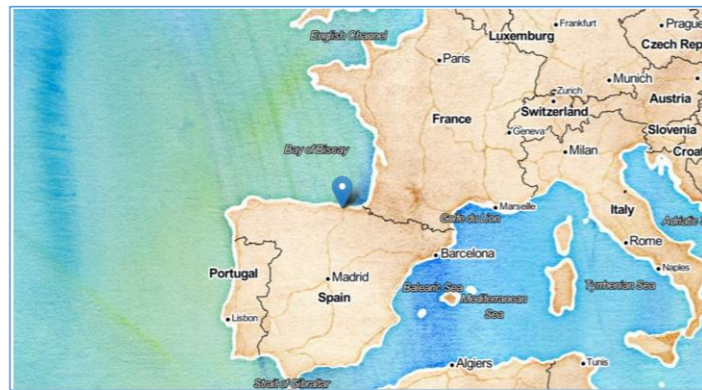 English Channel
Luxemburg
Frankfurt
Prague
Czech Rep
Paris
Munich
Zurich
Austria
France
Switzerland
Geneva
Slovenia
Milan
Croat
Bay of Biscay
Marseille
Golfe du Lion
Italy
Adriatic S
Rome
Barcelona
Portugal
Madrid
Naples
Balearic Sea
Spain
Mediterranean
Sea
Tyrrhenian Sea
Lisbon
Algiers
Tunis
Strait of Gibraltar